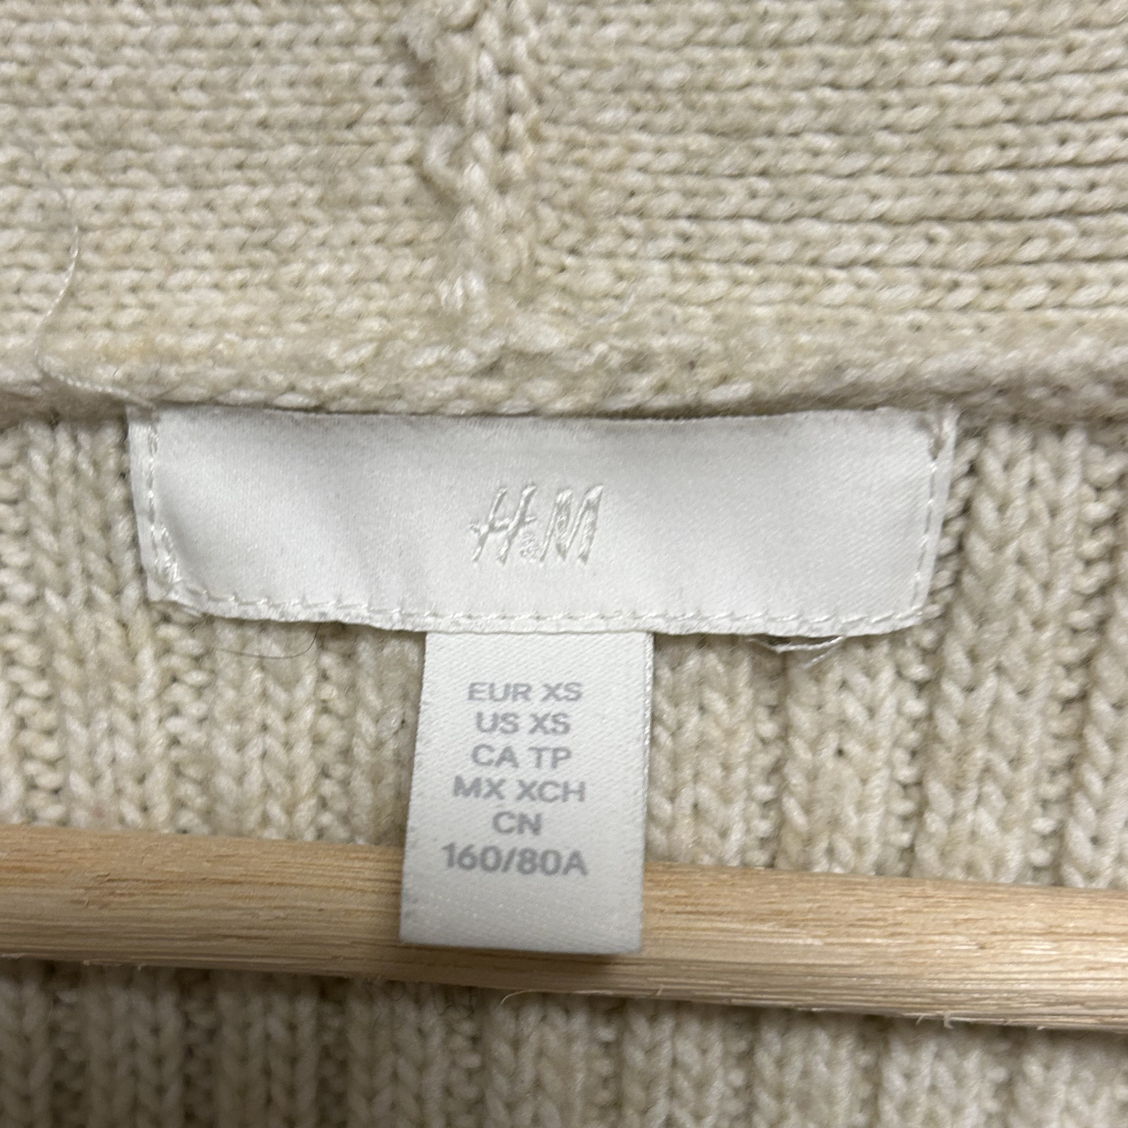 H&M
EUR XS
US XS
CA TP
MX XCH
CN
160/80A